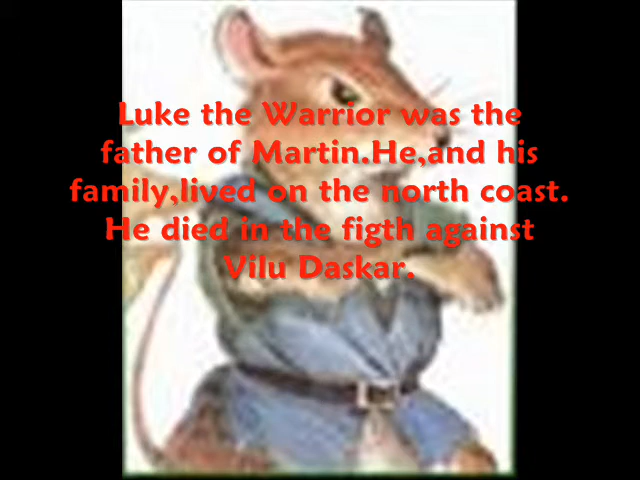 Luke the Warrior was the
father of Martin.He,and his
family,lived on the north coast.
He died in the figth against
Vilu Daskar.